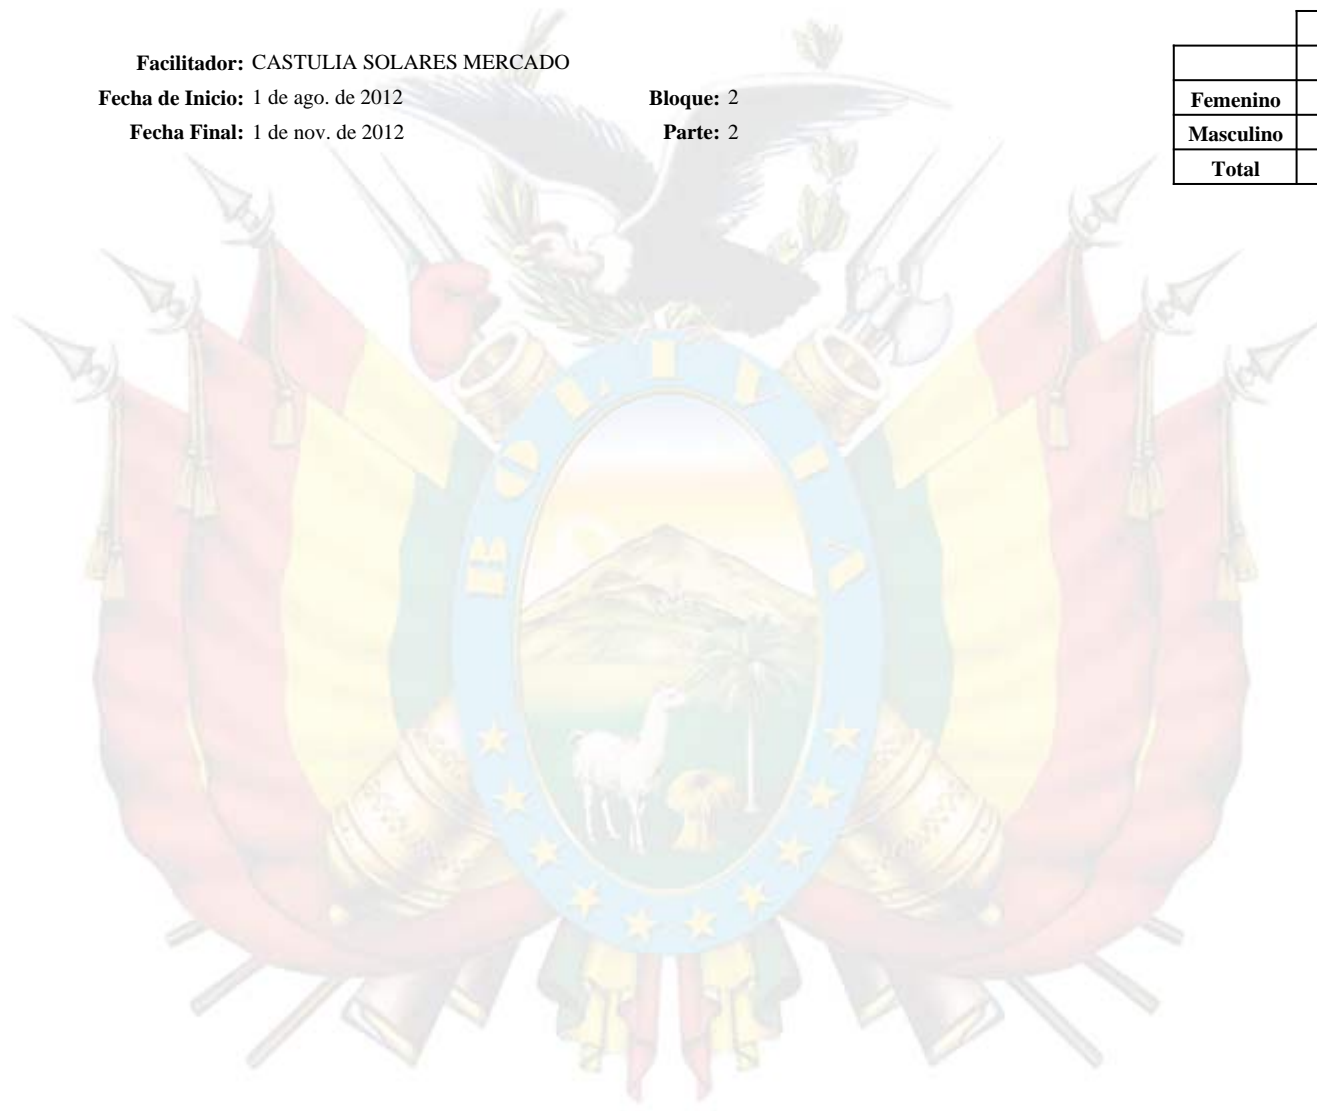 Facilitador: CASTULIA SOLARES MERCADO
Fecha de Inicio: 1 de ago. de 2012 Bloque: 2
Fecha Final: 1 de nov. de 2012 Parte: 2
Femenino
Masculino
Total
BOLIVIA